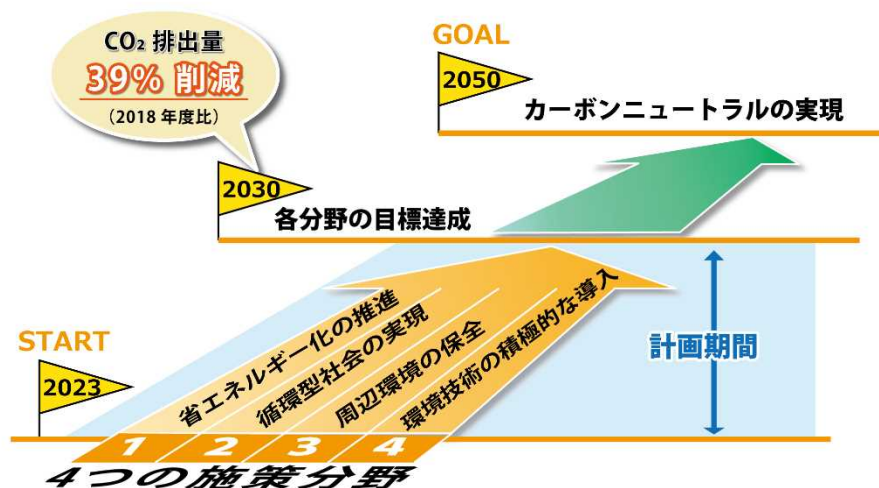 CO₂ 排出量
39% 削減
（2018 年度比）
GOAL
2050
カーボンニュートラルの実現
2030
各分野の目標達成
START
2023
省エネルギー化の推進
循環型社会の実現
周辺環境の保全
環境技術の積極的な導入
計画期間
1 2 3 4
4つの施策分野